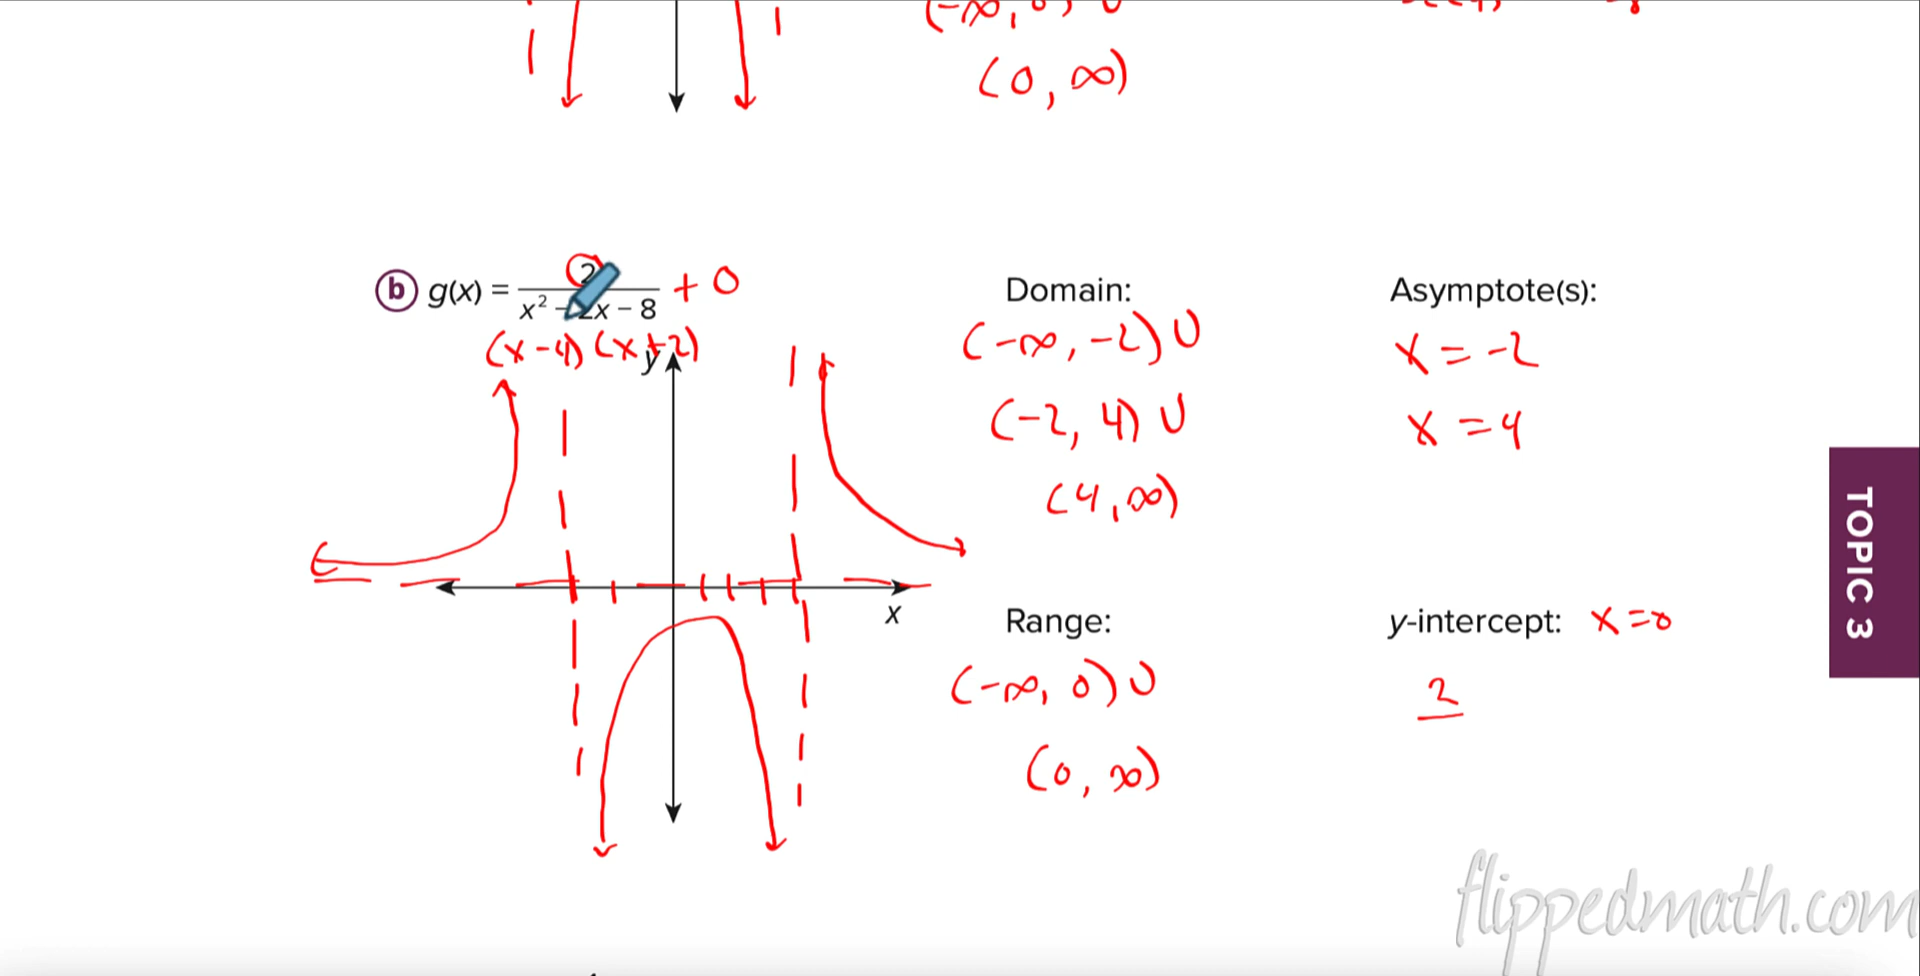 (0, ∞)
b g(x) = 2 + 0
x² - 2x - 8
(x-4) (x+2)
y
x
Domain:
(-∞, -2) ∪
(-2, 4) ∪
(4, ∞)
Range:
(-∞, 0) ∪
(0, ∞)
Asymptote(s):
x = -2
x = 4
y-intercept: x = 0
2
TOPIC 3
flippedmath.com